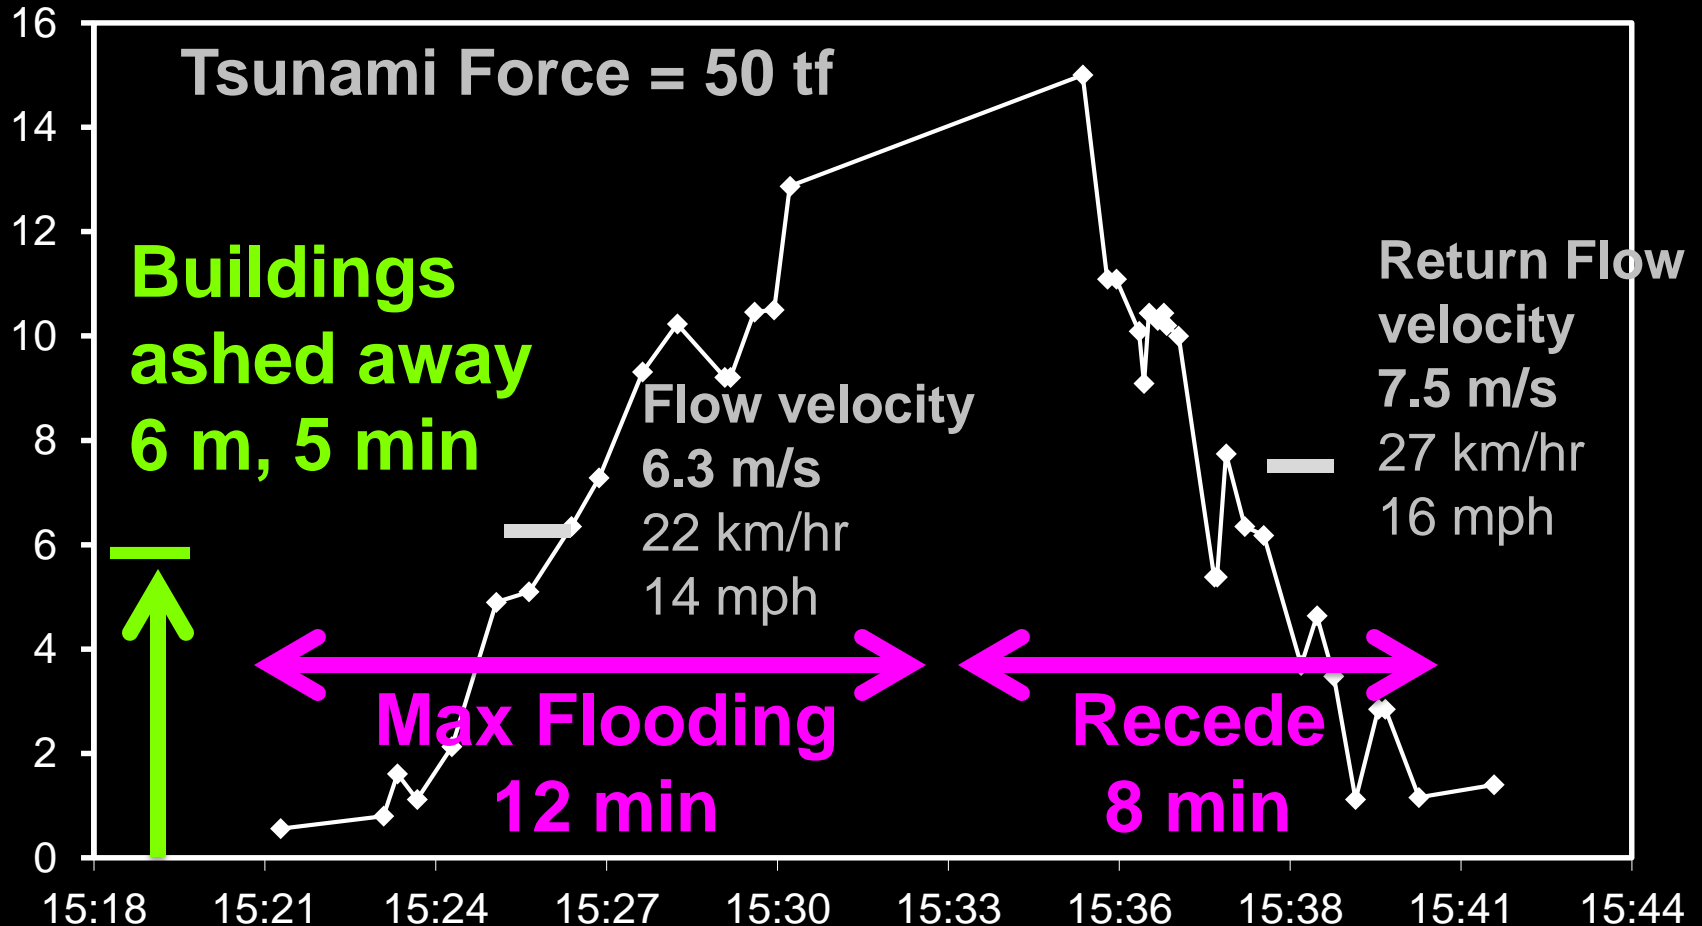 Tsunami Force = 50 tf
16
14
12
10
8
6
4
2
0
Buildings
ashed away
6 m, 5 min
Flow velocity
6.3 m/s
22 km/hr
14 mph
Return Flow
velocity
7.5 m/s
27 km/hr
16 mph
Max Flooding
12 min
Recede
8 min
15:18 15:21 15:24 15:27 15:30 15:33 15:36 15:38 15:41 15:44